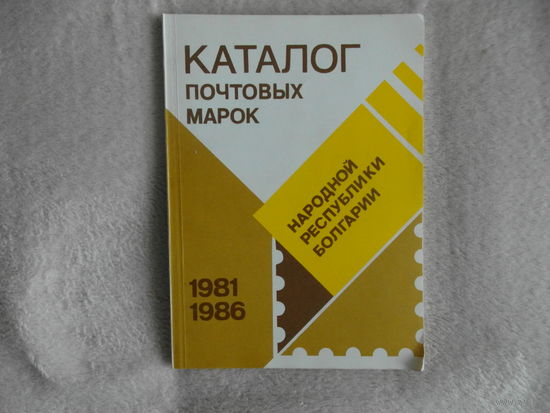 КАТАЛОГ
ПОЧТОВЫХ
МАРОК
НАРОДНОЙ
РЕСПУБЛИКИ
БОЛГАРИИ
1981
1986